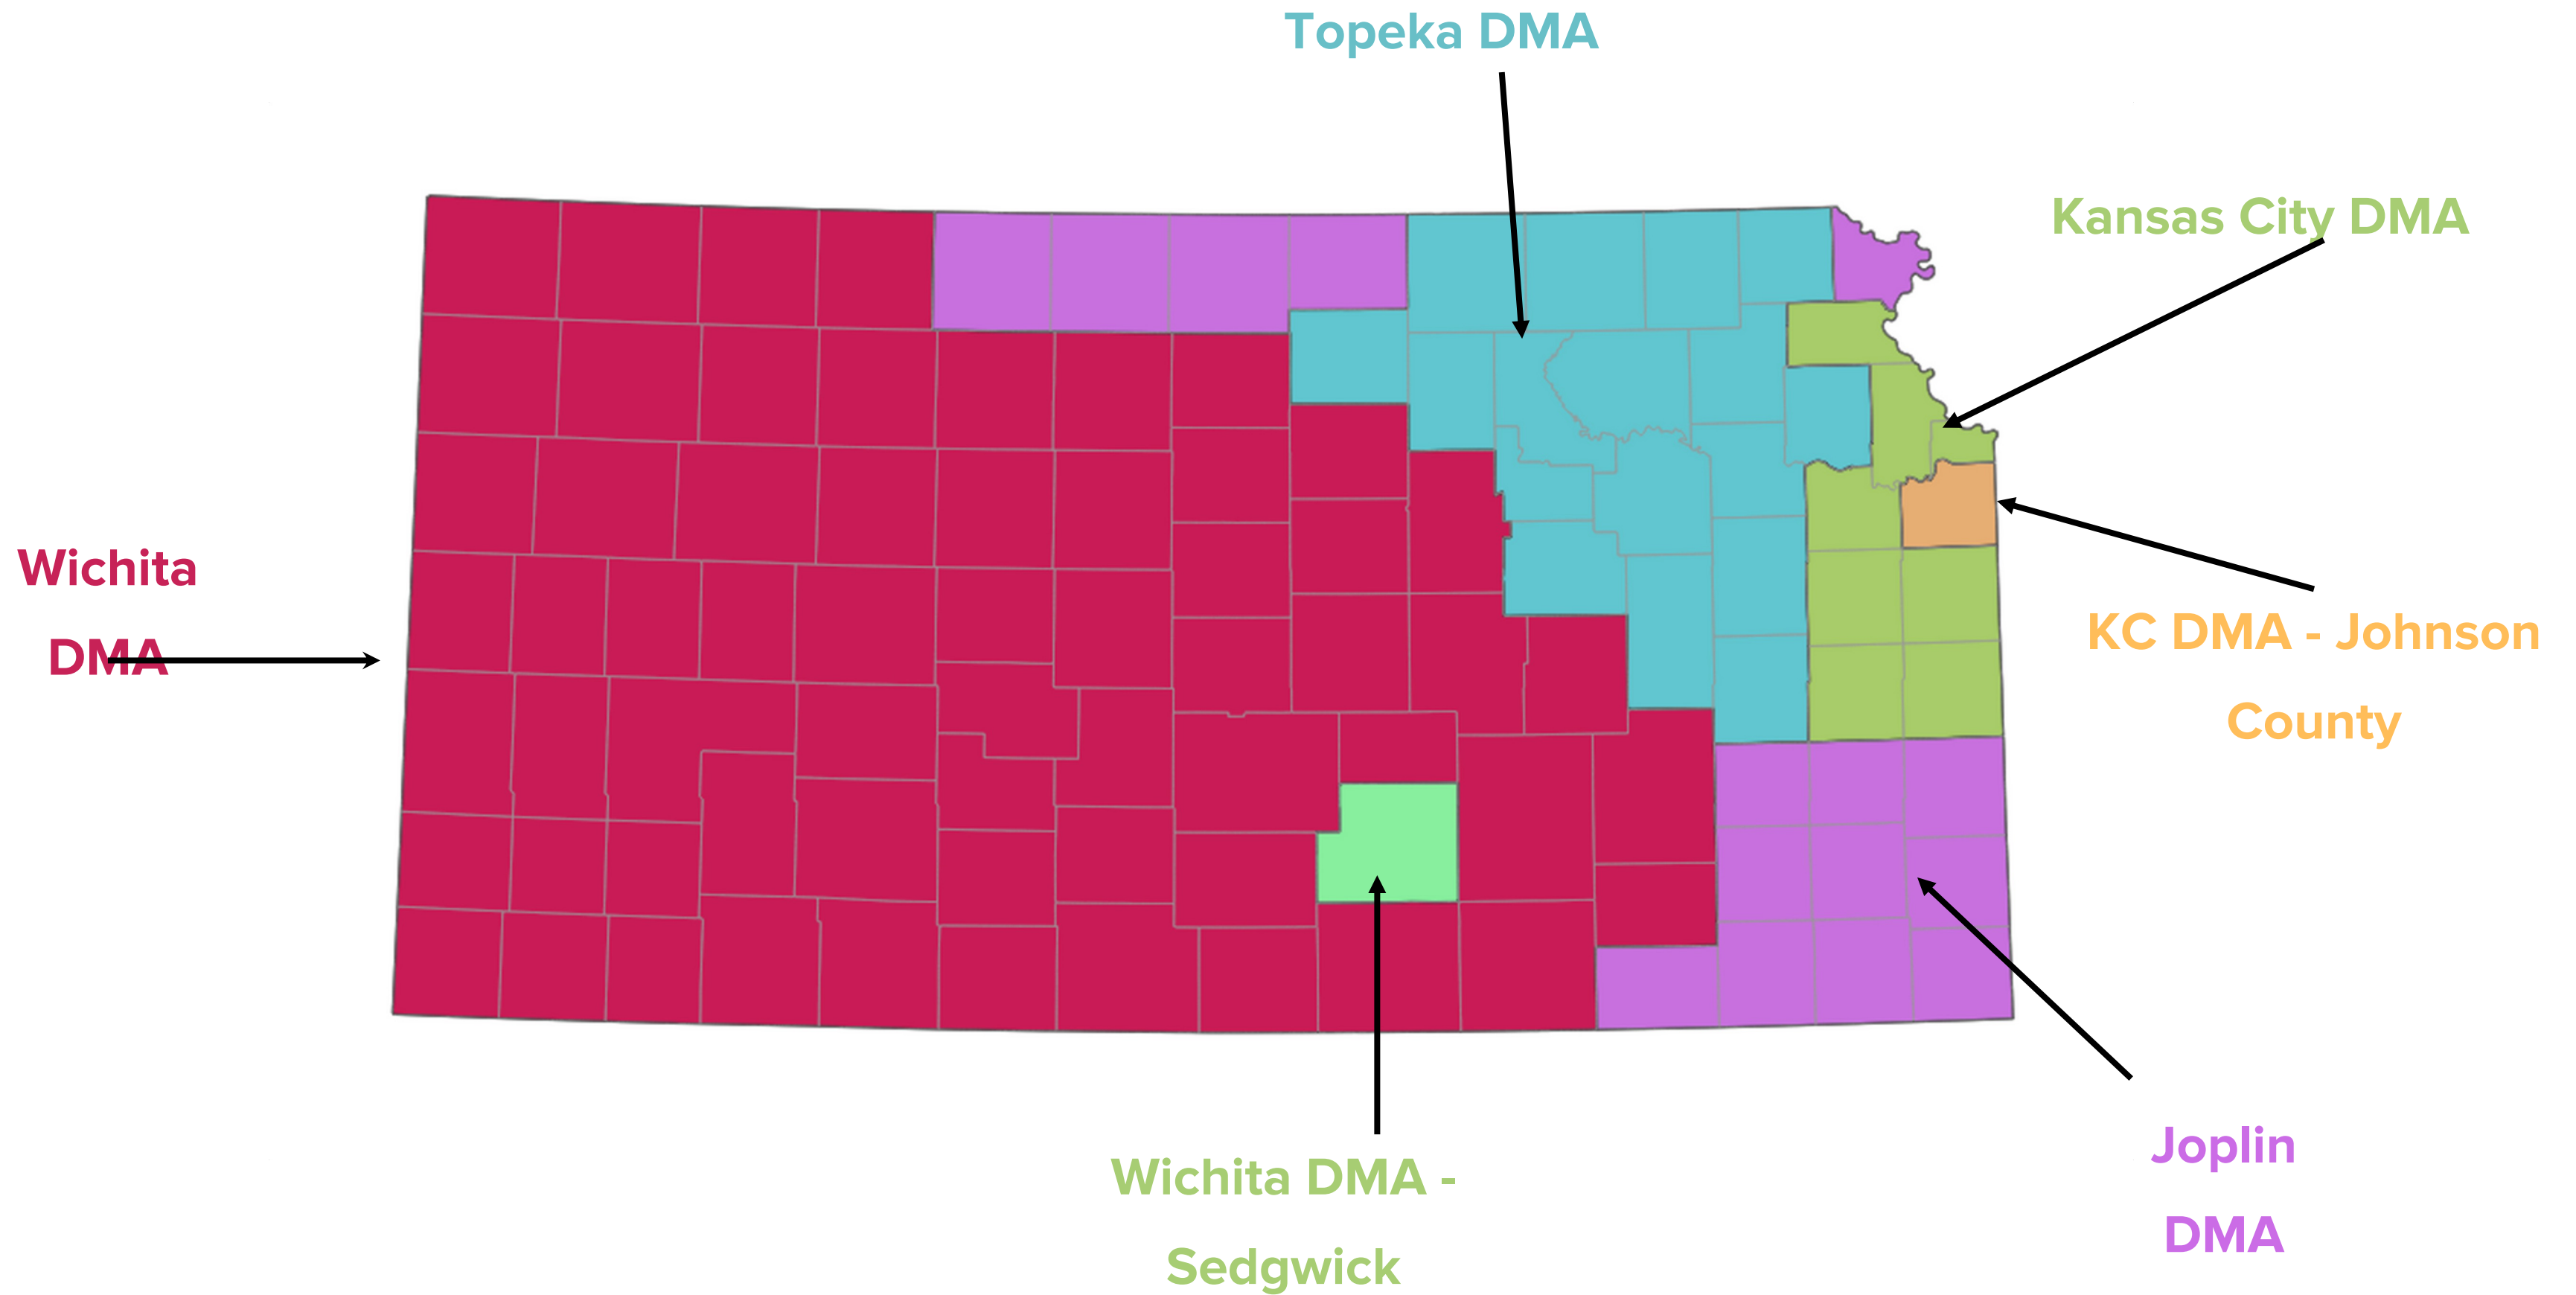 Topeka DMA
Kansas City DMA
Wichita
DMA
KC DMA - Johnson
County
Wichita DMA -
Sedgwick
Joplin
DMA